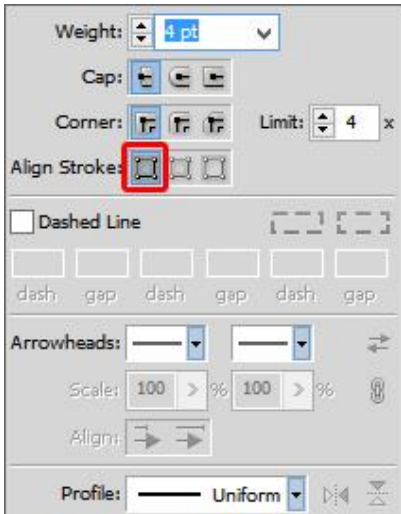 Weight: 4 pt
Cap:
Corner: Limit: 4 x
Align Stroke:
Dashed Line
dash gap dash gap dash gap
Arrowheads:
Scale: 100 % 100 %
Align:
Profile: Uniform